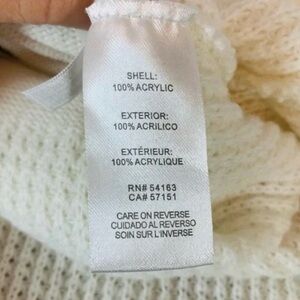 SHELL:
100% ACRYLIC
EXTERIOR:
100% ACRILICO
EXTÉRIEUR:
100% ACRYLIQUE
RN# 54163
CA# 57151
CARE ON REVERSE
CUIDADO AL REVERSO
SOIN SUR L'INVERSE